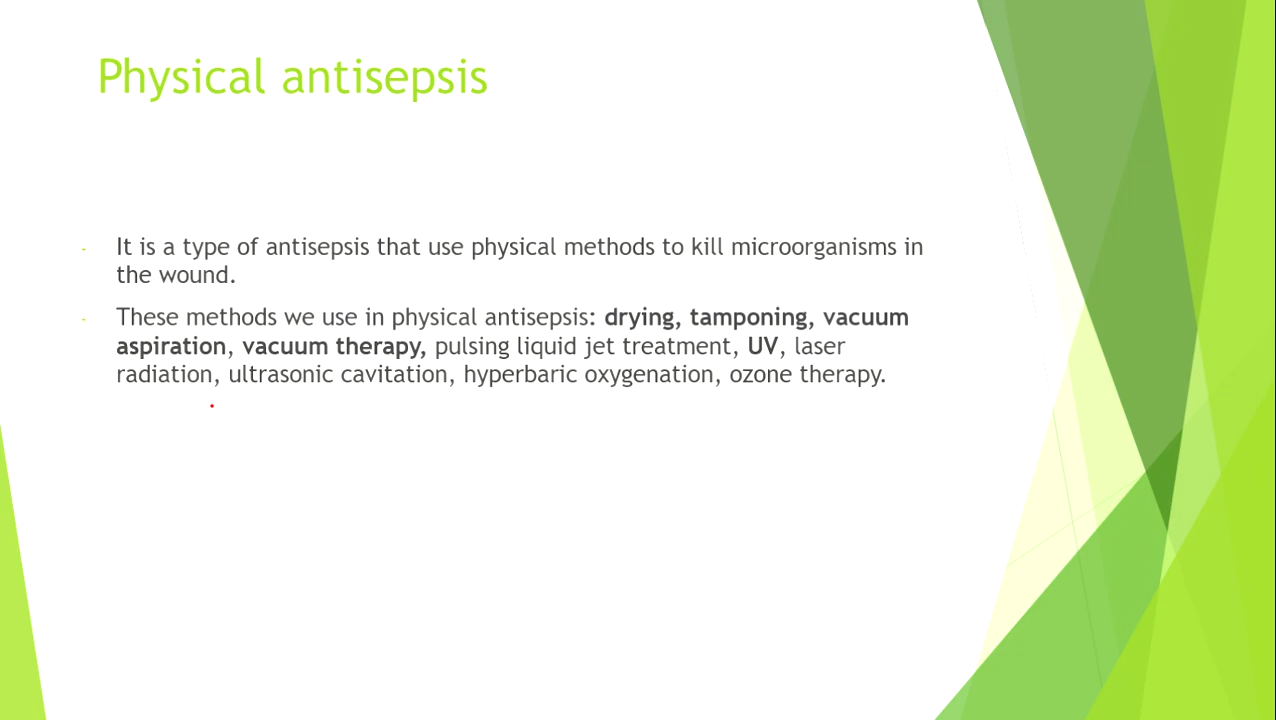 Physical antisepsis
- It is a type of antisepsis that use physical methods to kill microorganisms in
the wound.
- These methods we use in physical antisepsis: drying, tamponing, vacuum
aspiration, vacuum therapy, pulsing liquid jet treatment, UV, laser
radiation, ultrasonic cavitation, hyperbaric oxygenation, ozone therapy.